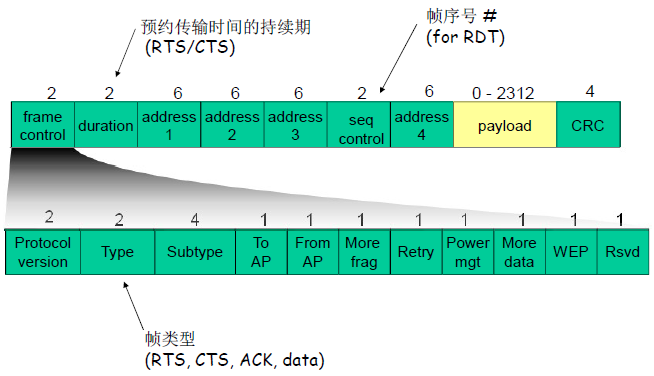 预约传输时间的持续期
(RTS/CTS)
帧序号 #
(for RDT)
2 2 6 6 6 2 6 0 - 2312 4
frame control duration address 1 address 2 address 3 seq control address 4 payload CRC
2 2 4 1 1 1 1 1 1 1 1
Protocol version Type Subtype To AP From AP More frag Retry Power mgt More data WEP Rsvd
帧类型
(RTS, CTS, ACK, data)